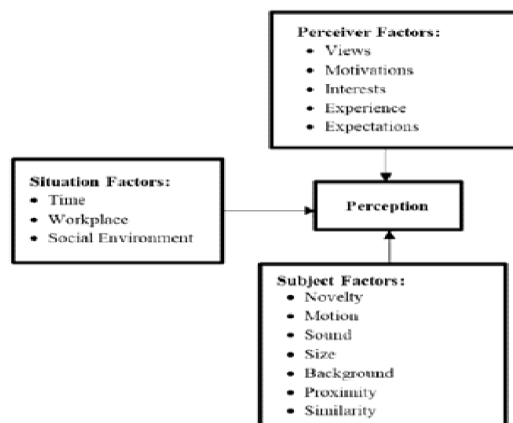 Perceiver Factors:
• Views
• Motivations
• Interests
• Experience
• Expectations
Situation Factors:
• Time
• Workplace
• Social Environment
Perception
Subject Factors:
• Novelty
• Motion
• Sound
• Size
• Background
• Proximity
• Similarity